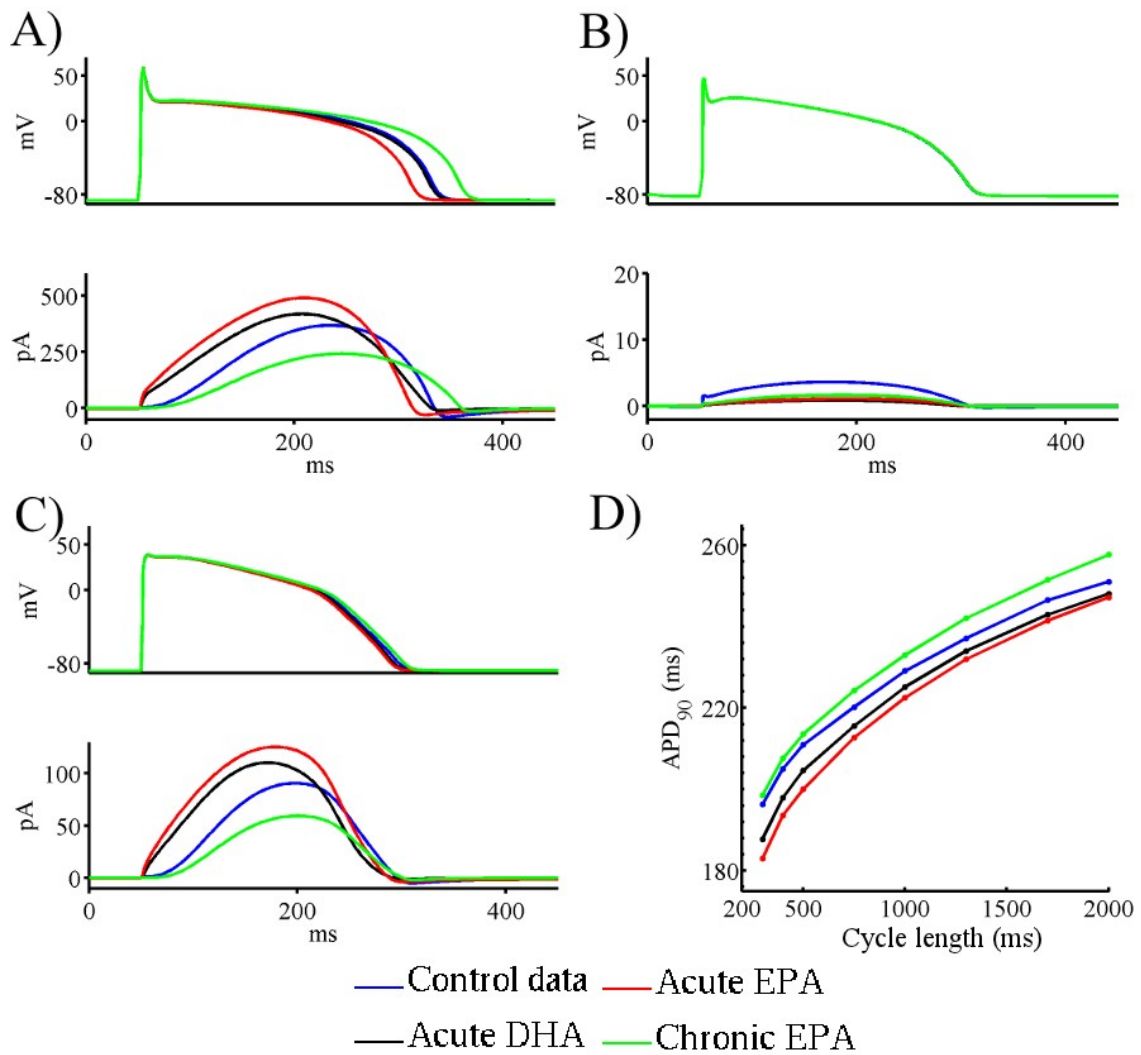 A)
50
0
-80
mV
500
250
0
pA
0
200
400
ms
B)
50
0
-80
mV
20
10
0
pA
0
200
400
ms
C)
50
0
-80
mV
100
50
0
pA
0
200
400
ms
D)
260
220
180
APD90 (ms)
200
500
1000
1500
2000
Cycle length (ms)
Control data
Acute EPA
Acute DHA
Chronic EPA